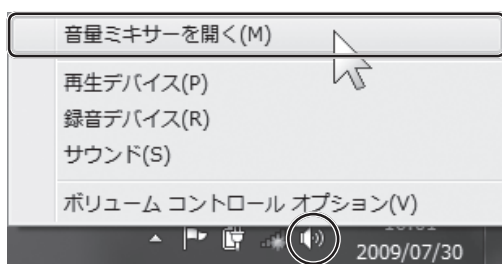 音量ミキサーを開く(M)
再生デバイス(P)
録音デバイス(R)
サウンド(S)
ボリューム コントロール オプション(V)
2009/07/30